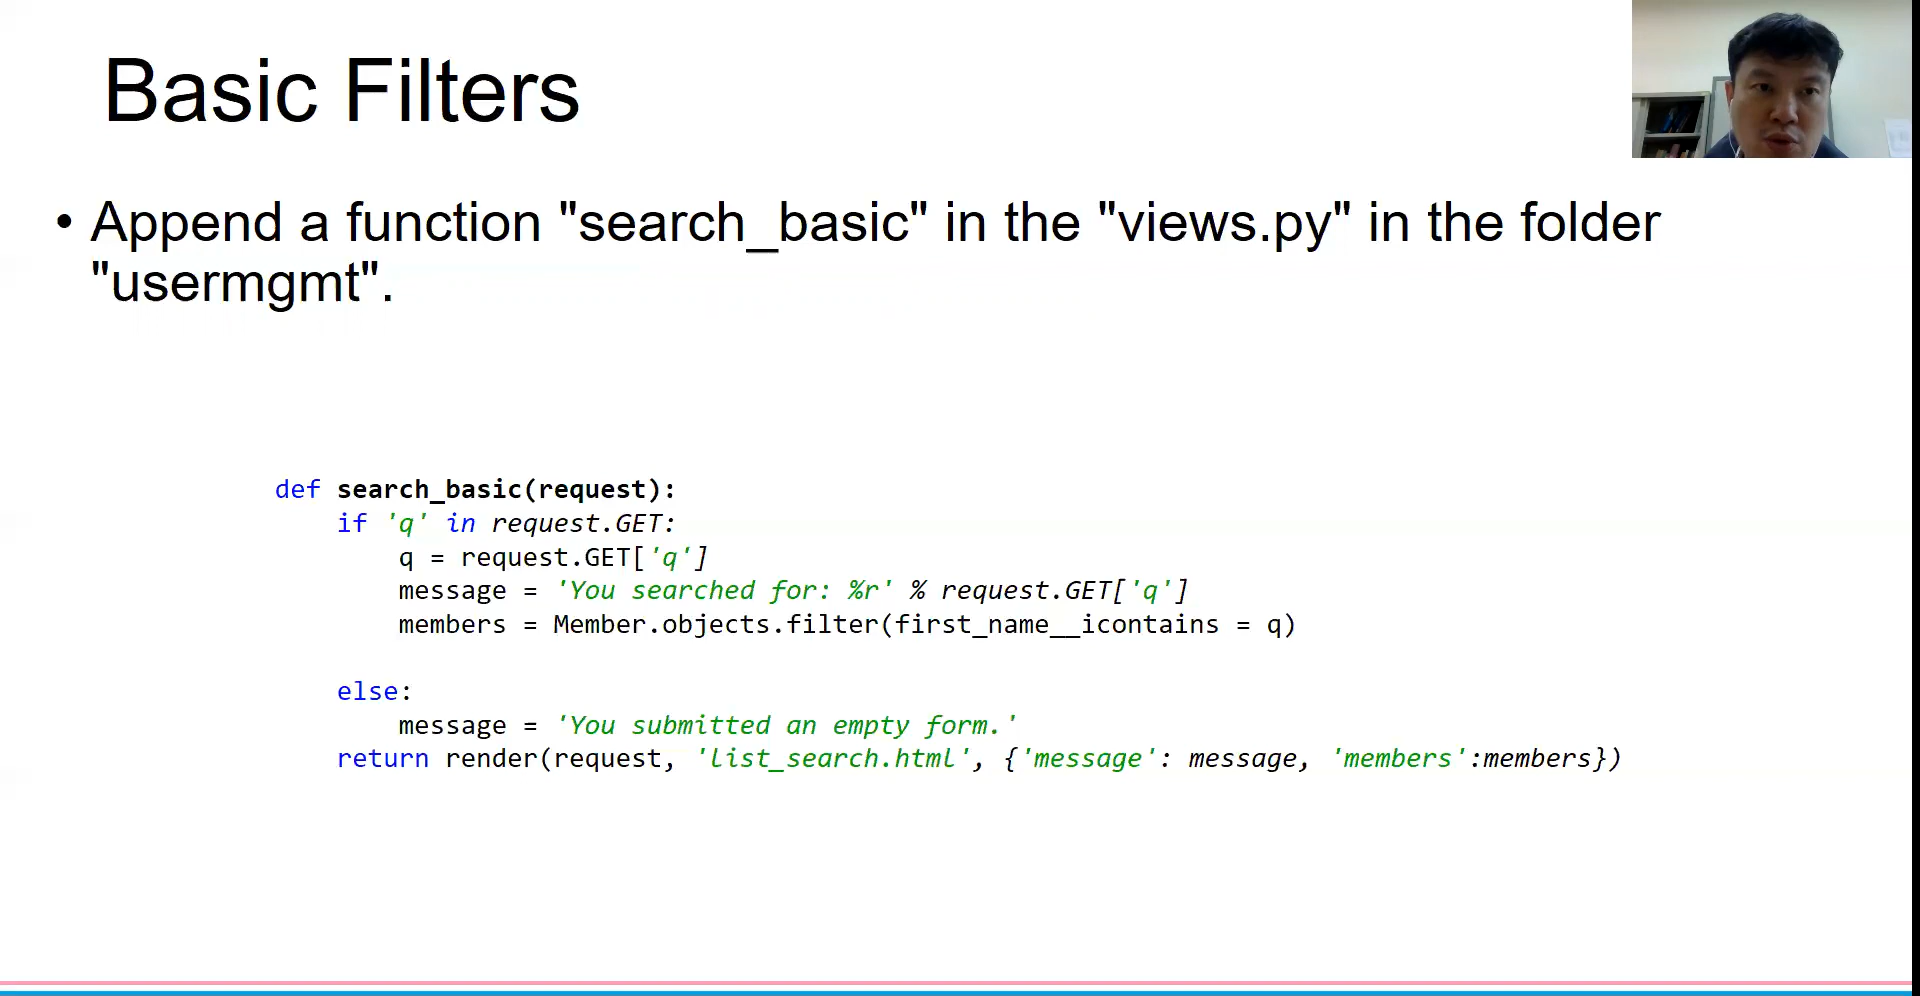 Basic Filters
• Append a function "search_basic" in the "views.py" in the folder
"usermgmt".
def search_basic(request):
    if 'q' in request.GET:
        q = request.GET['q']
        message = 'You searched for: %r' % request.GET['q']
        members = Member.objects.filter(first_name__icontains = q)
    else:
        message = 'You submitted an empty form.'
    return render(request, 'list_search.html', {'message': message, 'members':members})